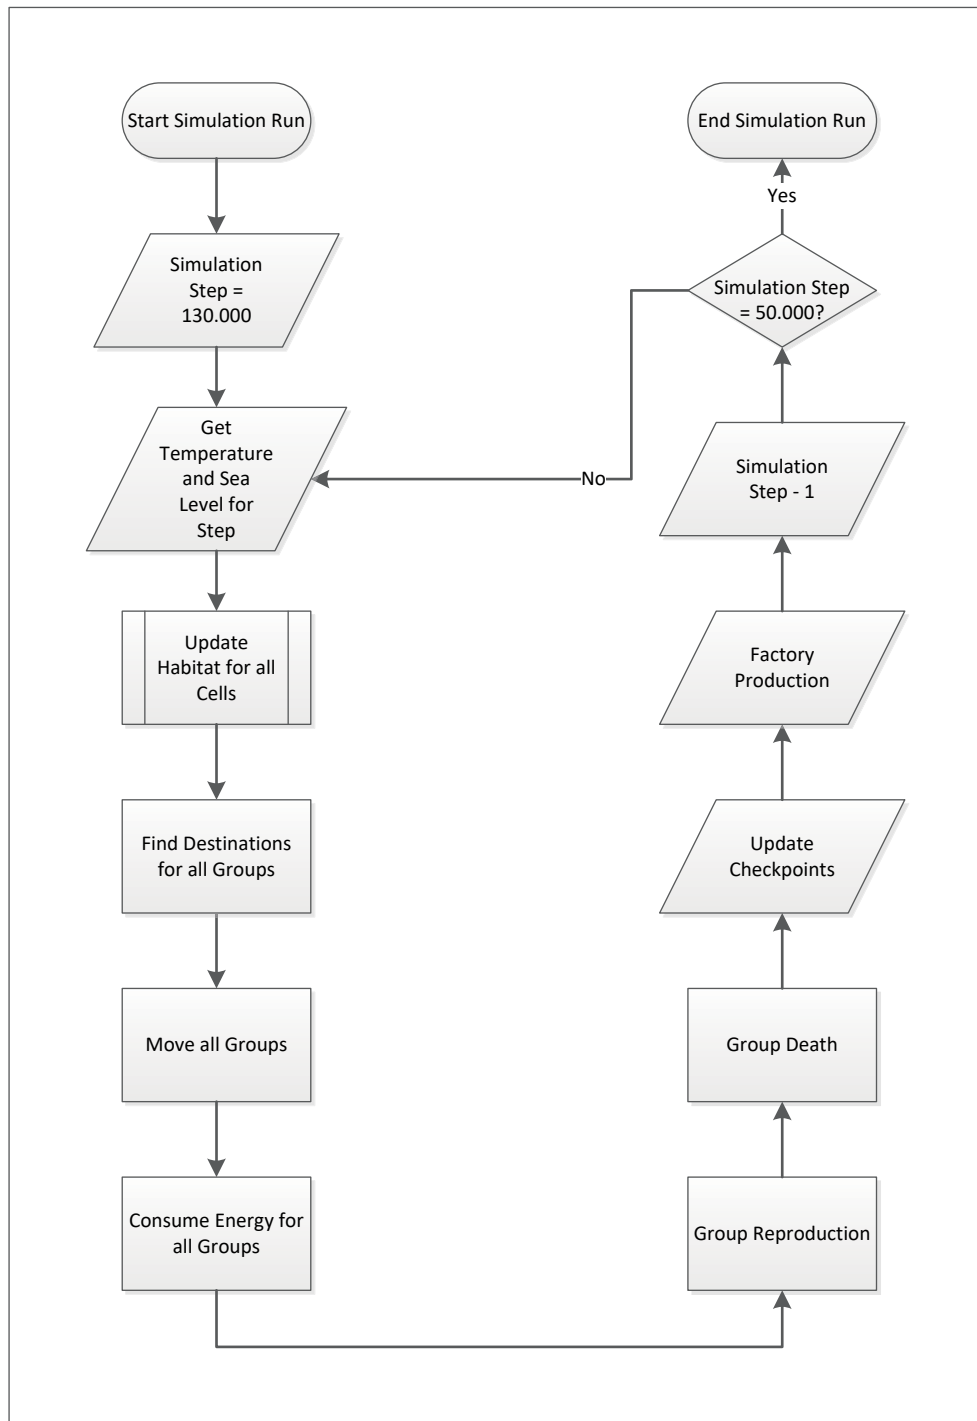 Start Simulation Run
Simulation
Step =
130.000
Get
Temperature
and Sea
Level for
Step
Update
Habitat for all
Cells
Find Destinations
for all Groups
Move all Groups
Consume Energy for
all Groups
Group Reproduction
Group Death
Update
Checkpoints
Factory
Production
Simulation
Step - 1
Simulation Step
= 50.000?
No
Yes
End Simulation Run